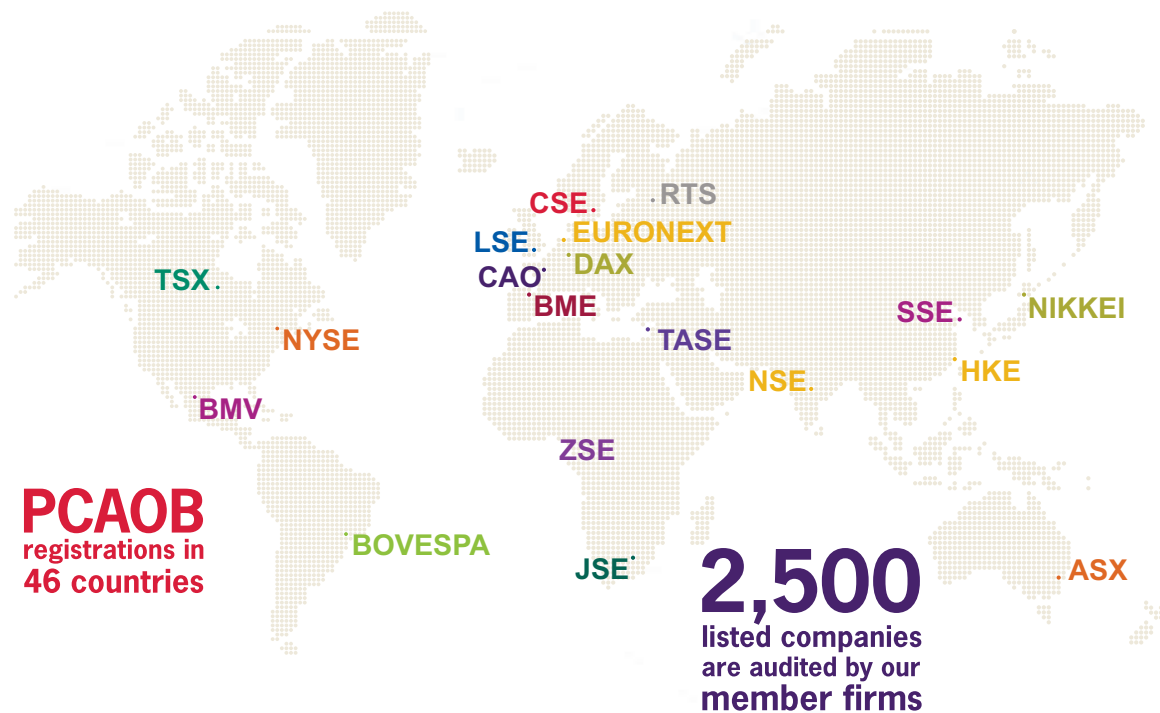 RTS
CSE
EURONEXT
LSE
DAX
CAO
TSX
BME
NIKKEI
SSE
NYSE
TASE
HKE
NSE
BMV
ZSE
PCAOB
registrations in
46 countries
BOVESPA
JSE
ASX
2,500
listed companies
are audited by our
member firms